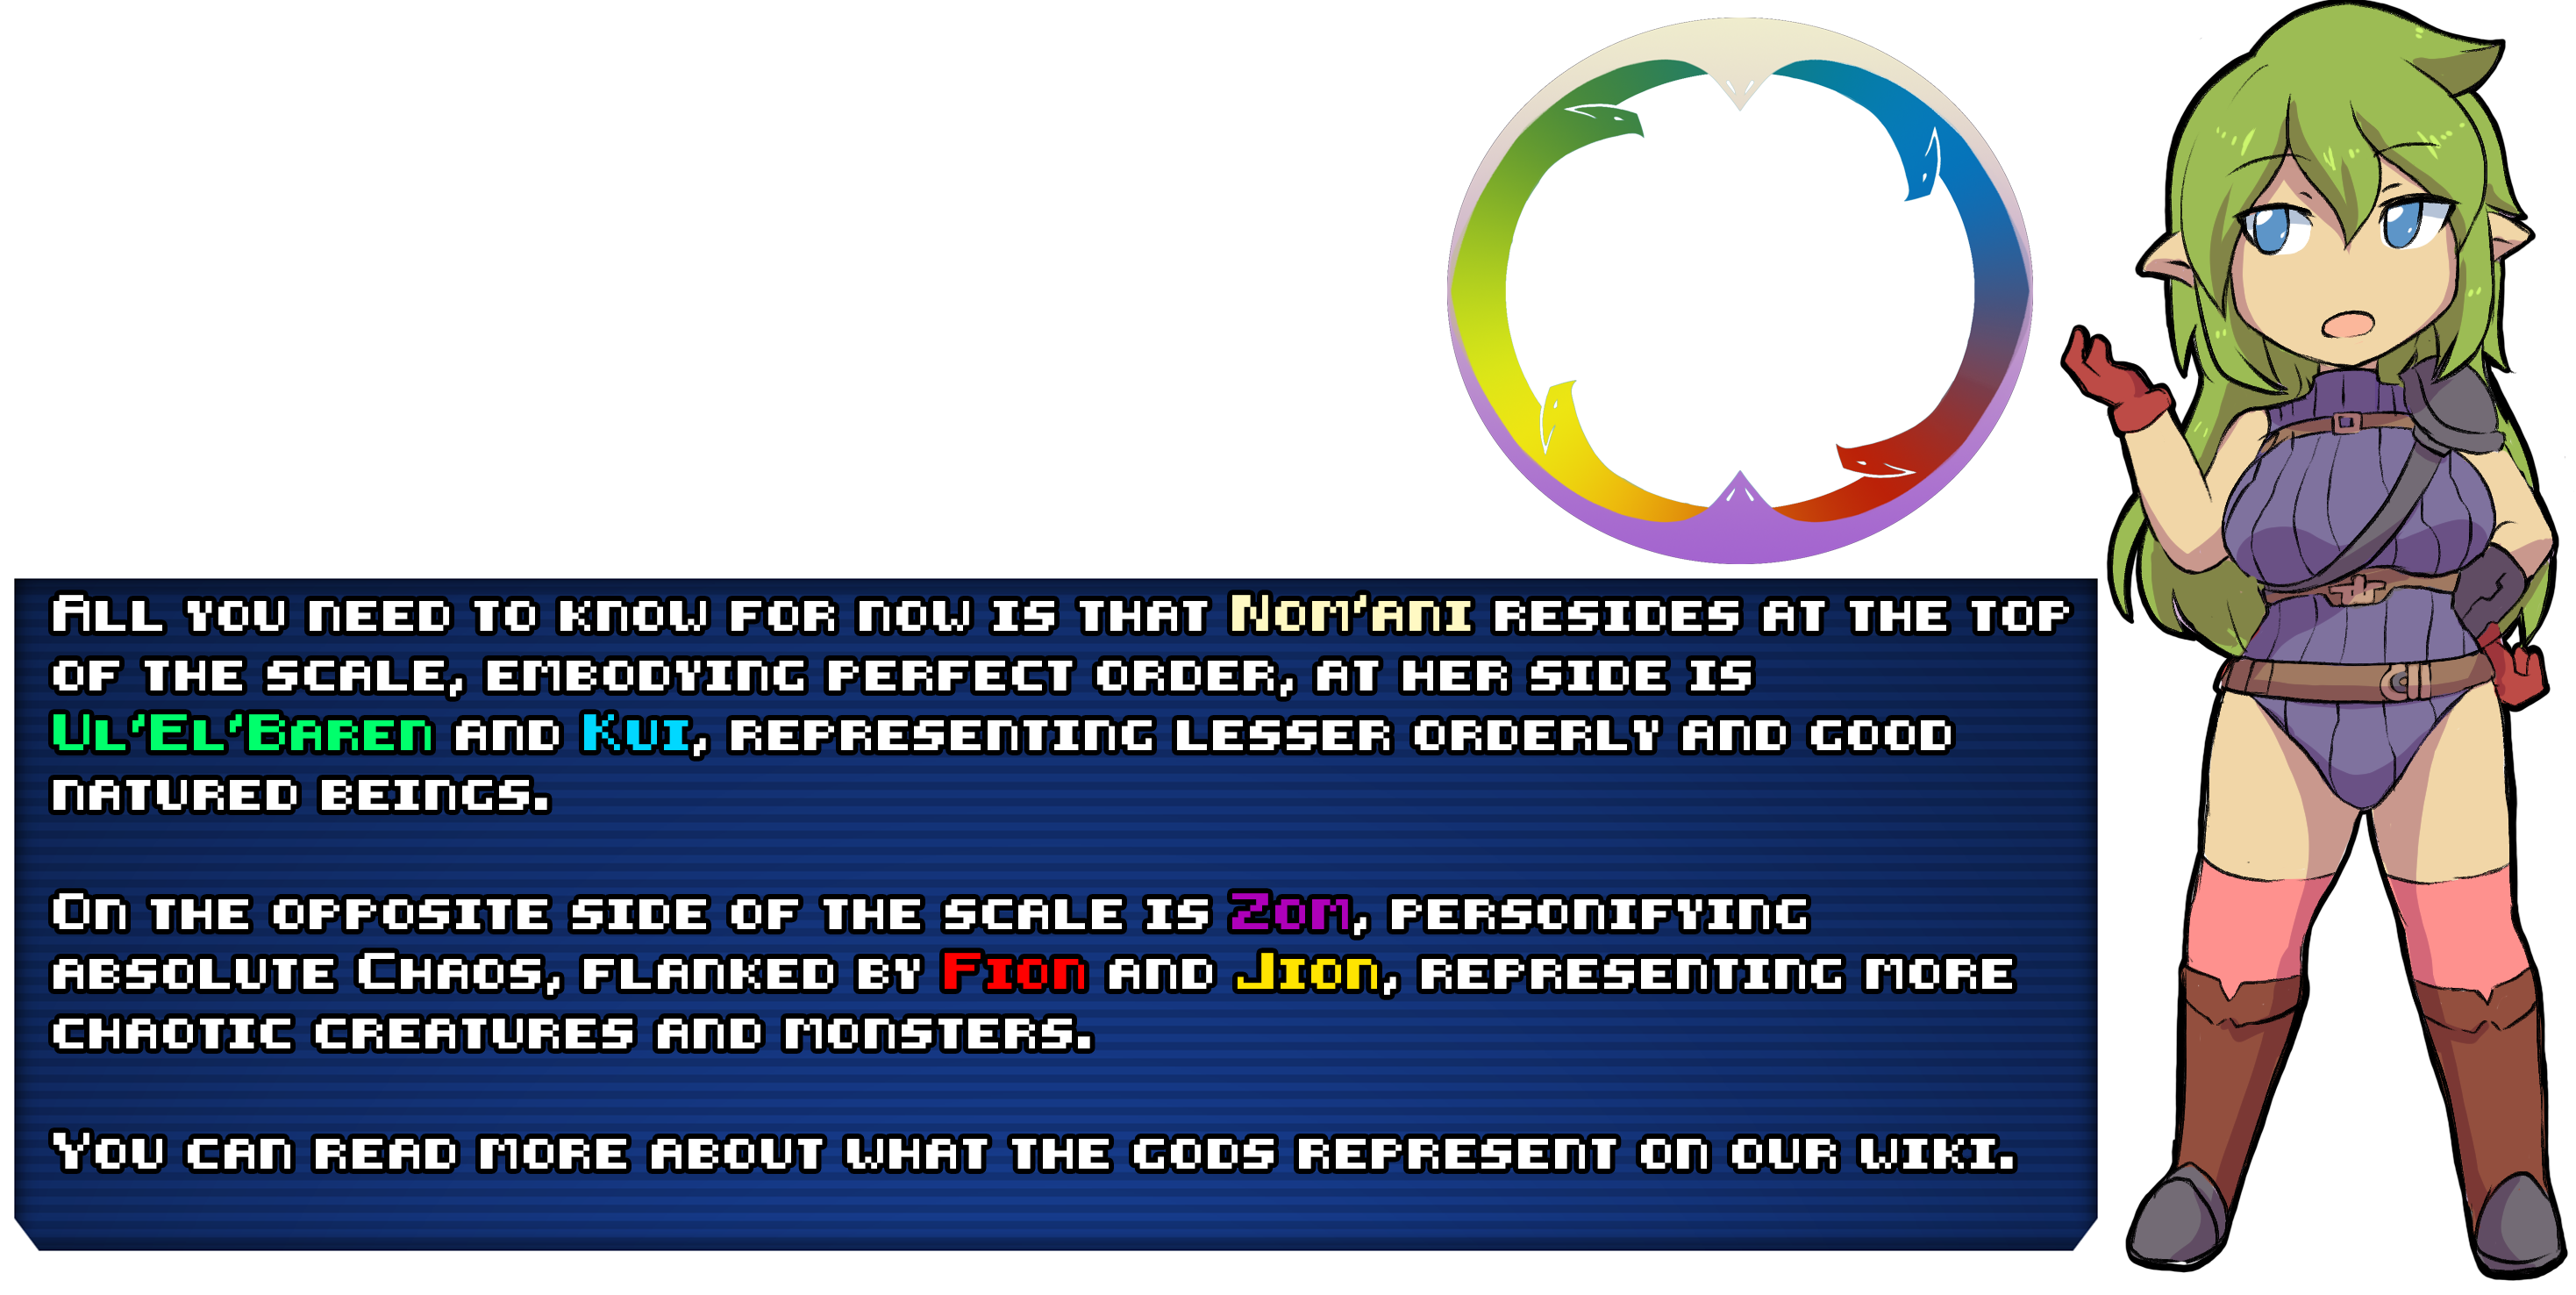 All you need to know for now is that Nom'ani resides at the top
of the scale, embodying perfect order, at her side is
Ul'El'Baren and Kui, representing lesser orderly and good
natured beings.
On the opposite side of the scale is Zom, personifying
absolute Chaos, flanked by Fion and Jion, representing more
chaotic creatures and monsters.
You can read more about what the gods represent on our wiki.